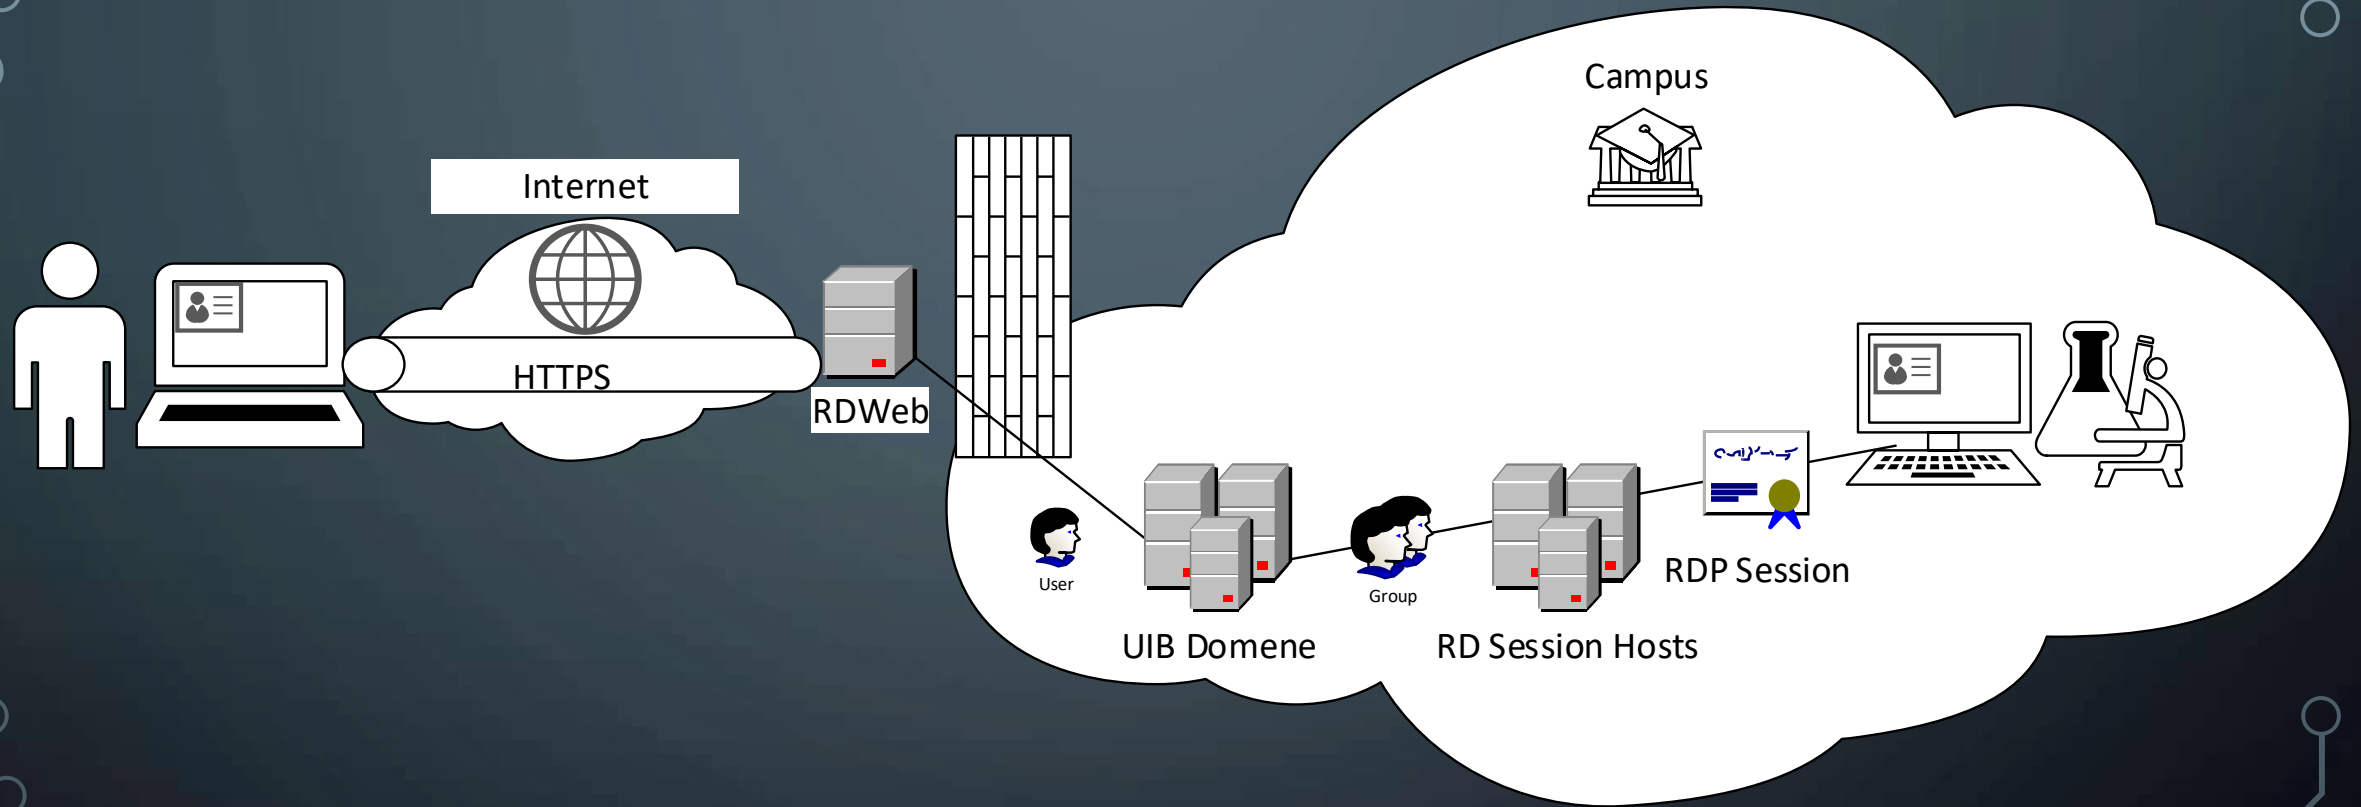 Campus
Internet
HTTPS
RDWeb
User
Group
RDP Session
UIB Domene
RD Session Hosts